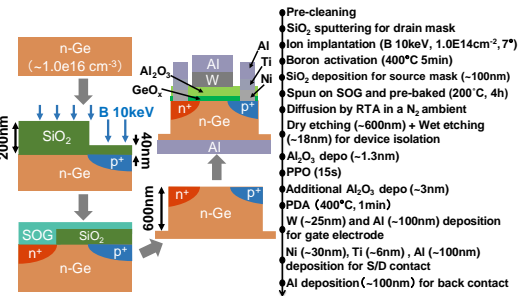 n-Ge
(~1.0e16 cm⁻³)
B 10keV
200nm
SiO₂
40nm
p⁺
n-Ge
SOG
SiO₂
n⁺
p⁺
n-Ge
Al
Al
W
Ti
Al₂O₃
GeOₓ
Ni
n⁺
p⁺
n-Ge
Al
600nm
n-Ge
Pre-cleaning
SiO₂ sputtering for drain mask
Ion implantation (B 10keV, 1.0E14cm⁻², 7°)
Boron activation (400°C 5min)
SiO₂ deposition for source mask (~100nm)
Spun on SOG and pre-baked (200°C, 4h)
Diffusion by RTA in a N₂ ambient
Dry etching (~600nm) + Wet etching
(~18nm) for device isolation
Al₂O₃ depo (~1.3nm)
PPO (15s)
Additional Al₂O₃ depo (~3nm)
PDA (400°C, 1min)
W (~25nm) and Al (~100nm) deposition
for gate electrode
Ni (~30nm), Ti (~6nm) , Al (~100nm)
deposition for S/D contact
Al deposition(~100nm) for back contact